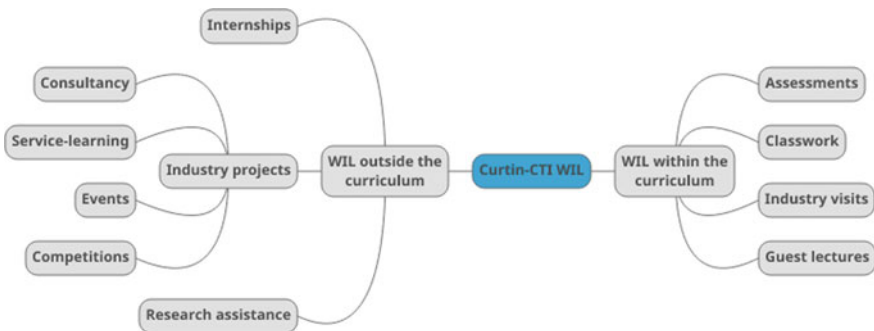 Internships
Consultancy
Service-learning
Industry projects
Events
Competitions
Research assistance
WIL outside the
curriculum
Curtin-CTI WIL
WIL within the
curriculum
Assessments
Classwork
Industry visits
Guest lectures